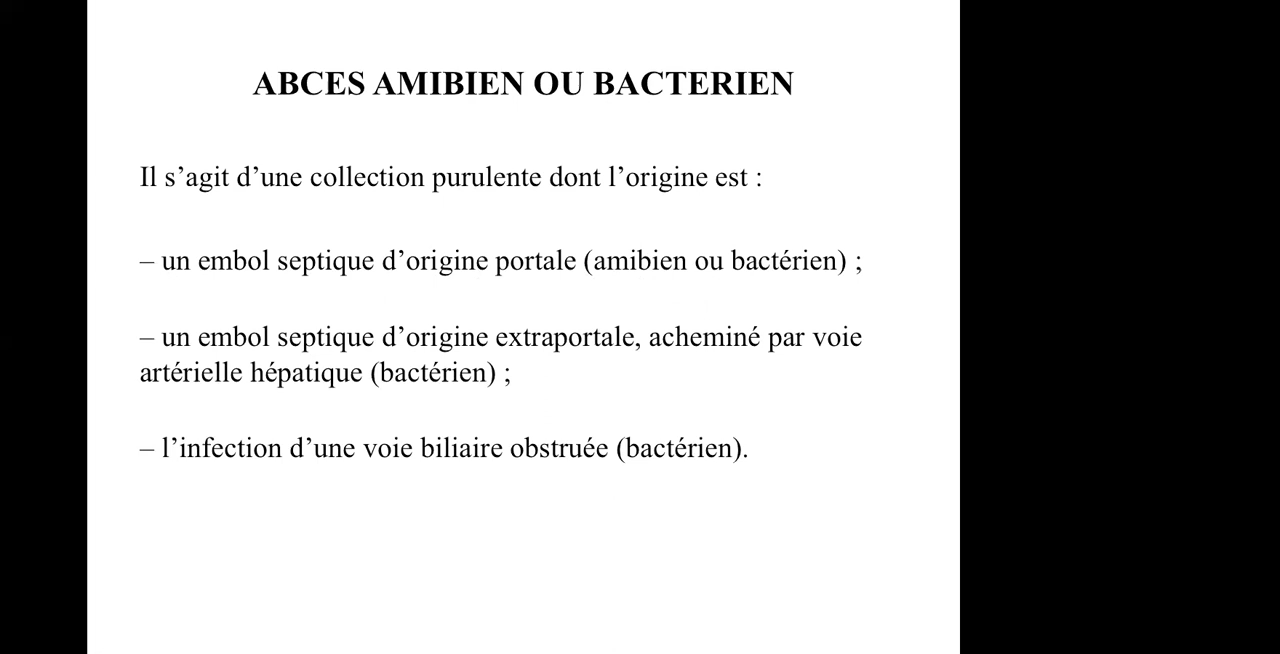 ABCES AMIBIEN OU BACTERIEN
Il s’agit d’une collection purulente dont l’origine est :
– un embol septique d’origine portale (amibien ou bactérien) ;
– un embol septique d’origine extraportale, acheminé par voie
artérielle hépatique (bactérien) ;
– l’infection d’une voie biliaire obstruée (bactérien).